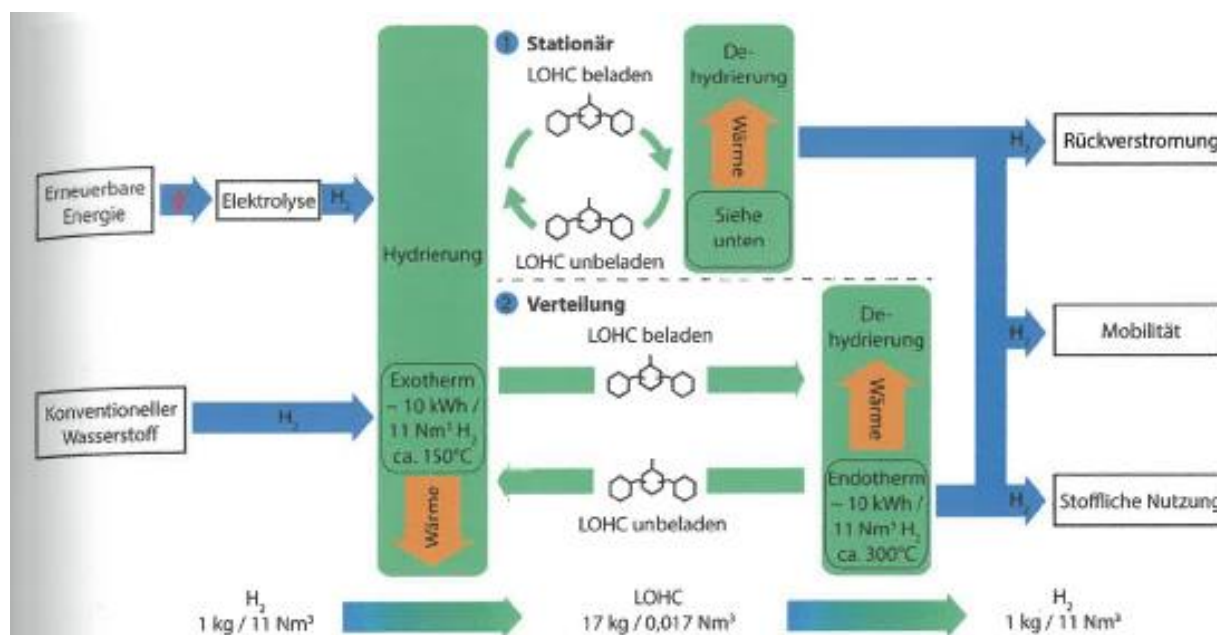 1 Stationär
LOHC beladen
LOHC unbeladen
De-
hydrierung
Wärme
Siehe
unten
Erneuerbare
Energie
Elektrolyse
H₂
Hydrierung
H₂
Rückverstromung
2 Verteilung
LOHC beladen
LOHC unbeladen
De-
hydrierung
Wärme
Endotherm
~ 10 kWh /
11 Nm³ H₂
ca. 300°C
H₂
Mobilität
Konventioneller
Wasserstoff
H₂
Exotherm
~ 10 kWh /
11 Nm³ H₂
ca. 150°C
Wärme
H₂
Stoffliche Nutzung
H₂
1 kg / 11 Nm³
LOHC
17 kg / 0,017 Nm³
H₂
1 kg / 11 Nm³